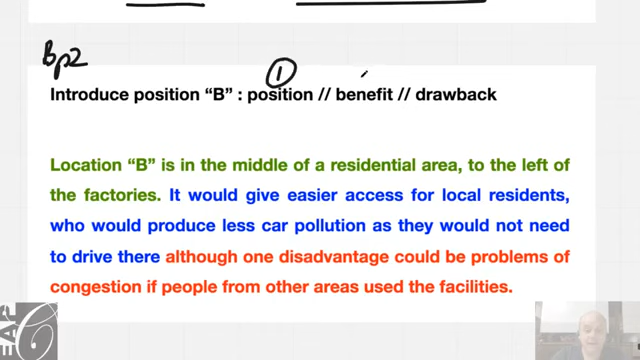 Bp2
①
Introduce position “B” : position // benefit // drawback
Location “B” is in the middle of a residential area, to the left of
the factories. It would give easier access for local residents,
who would produce less car pollution as they would not need
to drive there although one disadvantage could be problems of
congestion if people from other areas used the facilities.
EAP